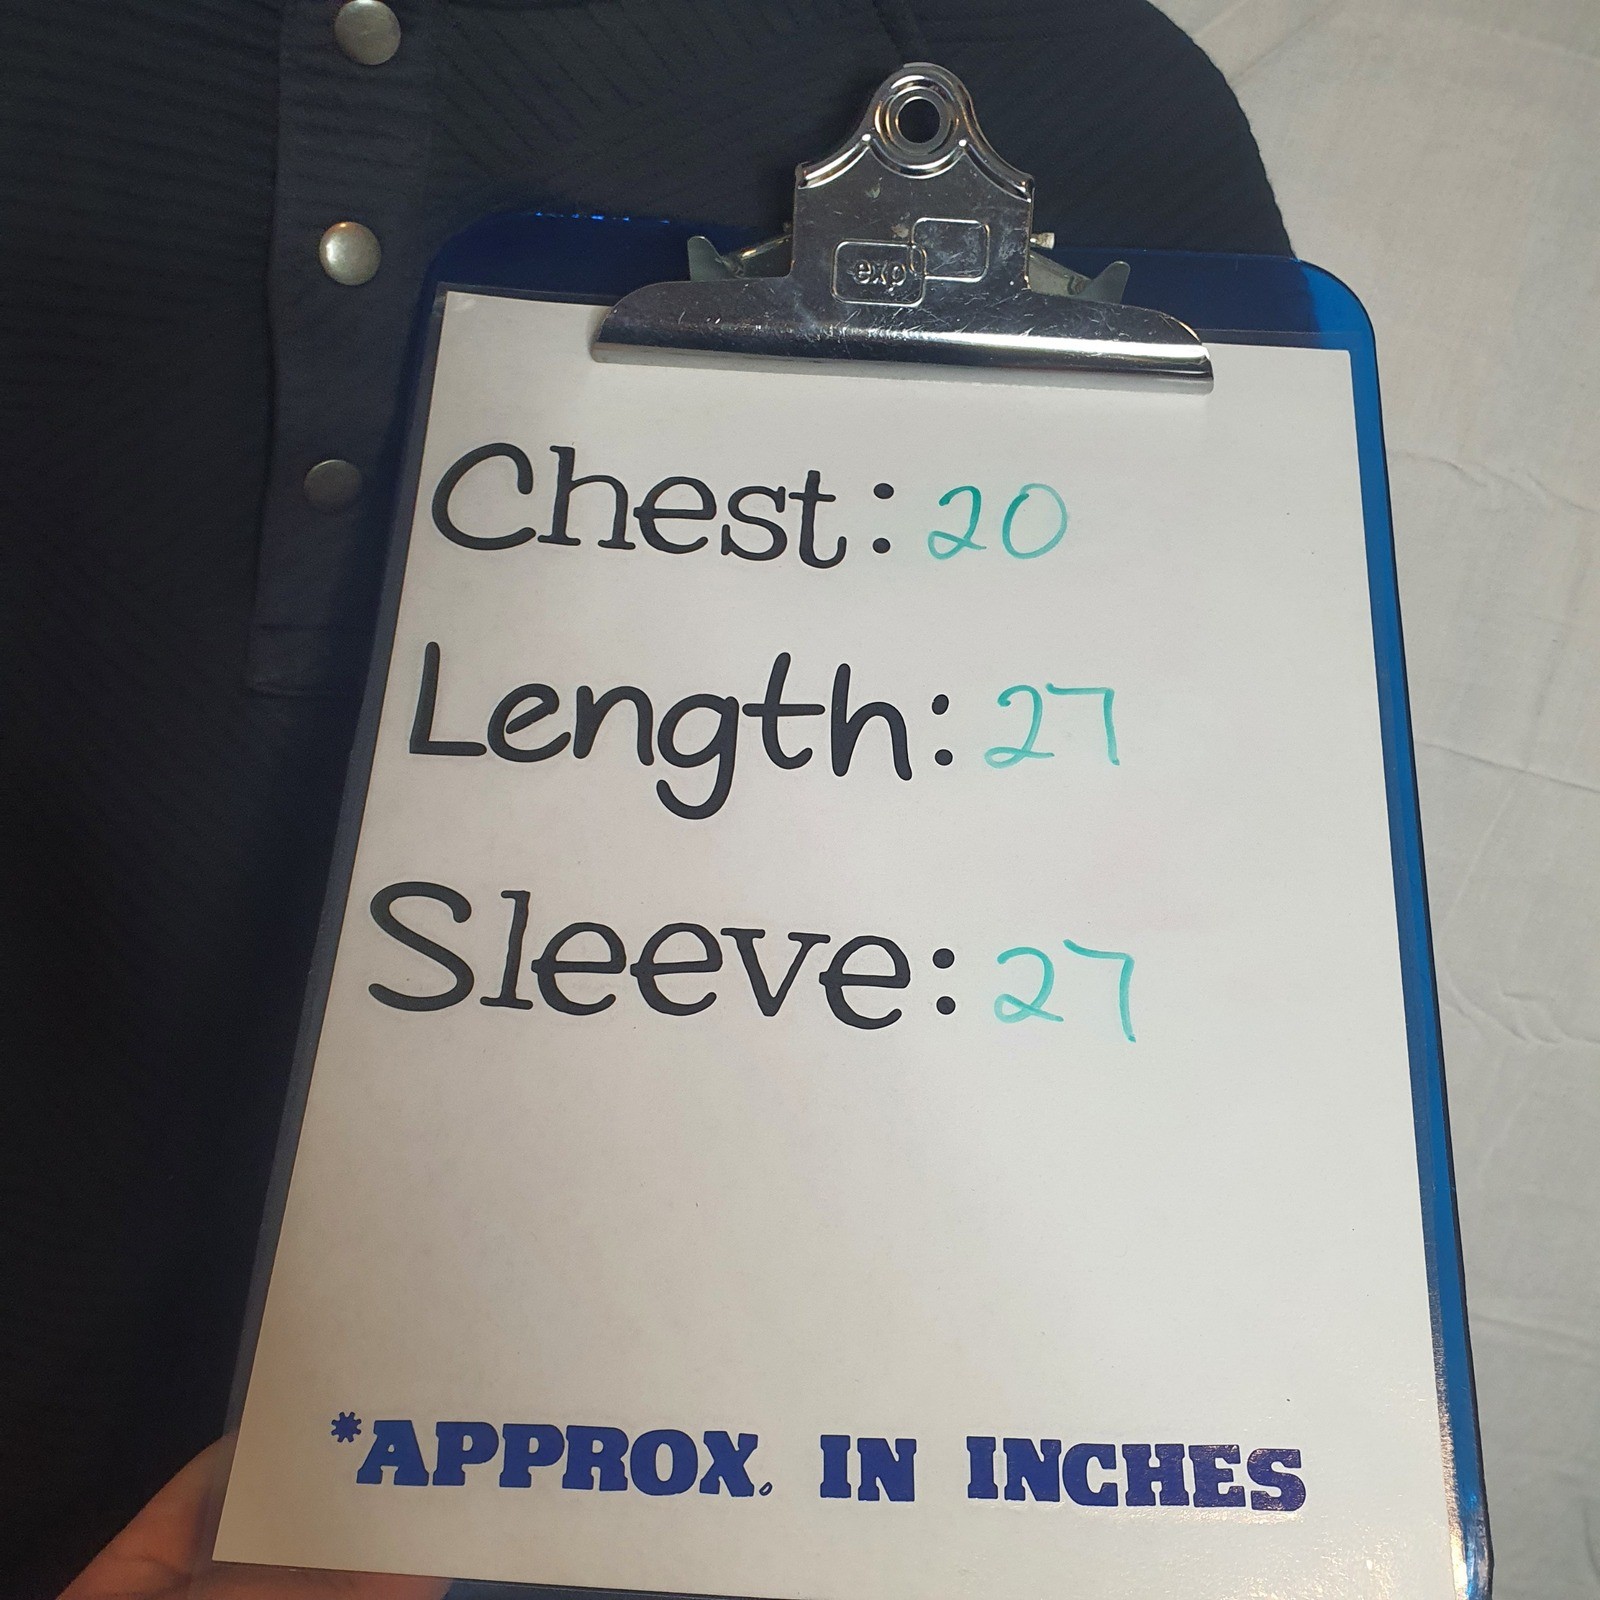 exp
Chest: 20
Length: 27
Sleeve: 27
*APPROX. IN INCHES